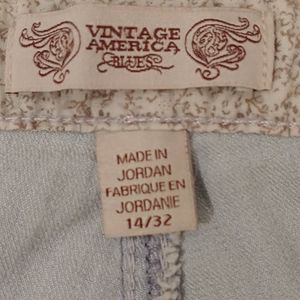 VINTAGE
AMERICA
BLUES
MADE IN
JORDAN
FABRIQUE EN
JORDANIE
14/32